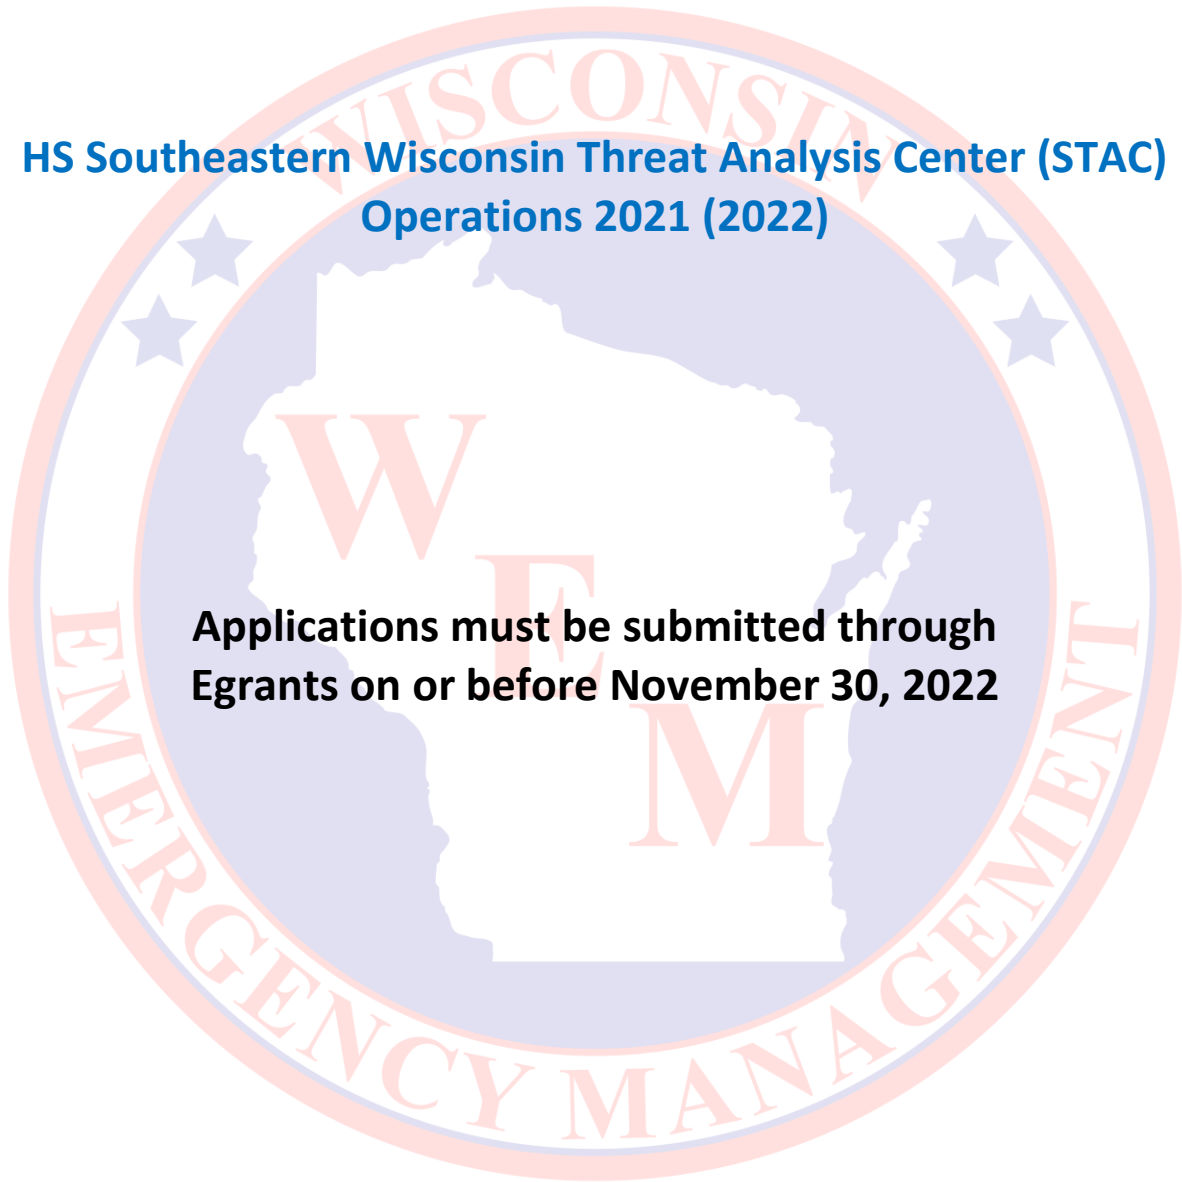 WISCONSIN
HS Southeastern Wisconsin Threat Analysis Center (STAC)
Operations 2021 (2022)
W
E
M
Applications must be submitted through
Egrants on or before November 30, 2022
EMERGENCY MANAGEMENT